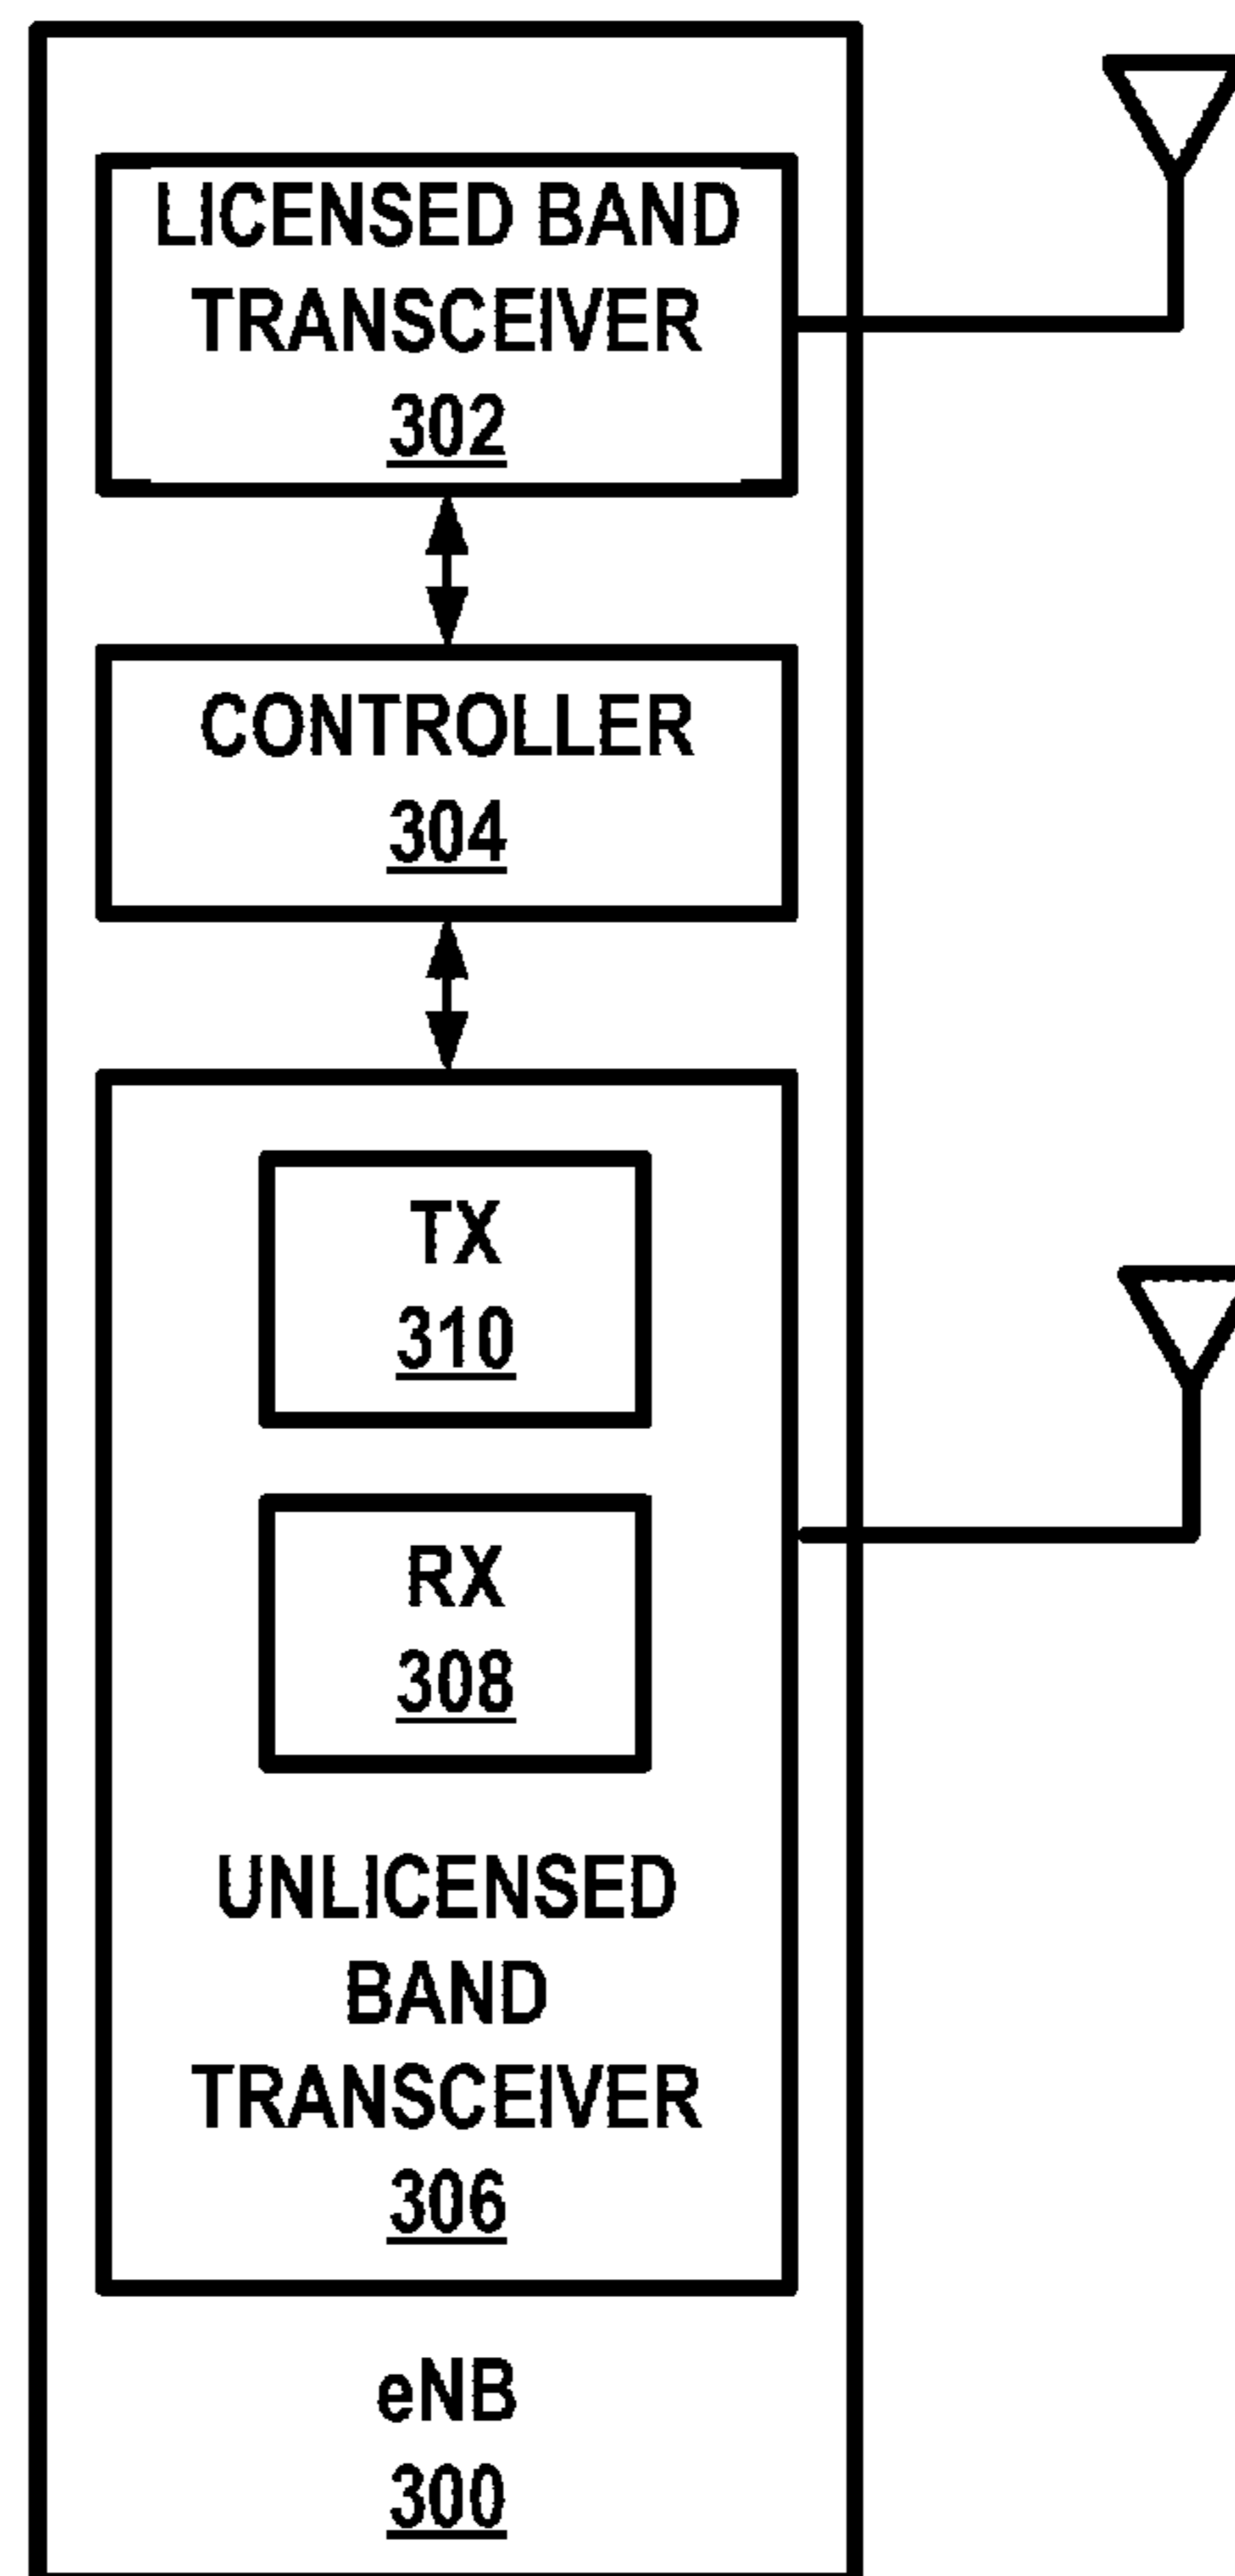 LICENSED BAND
TRANSCEIVER
302
CONTROLLER
304
TX
310
RX
308
UNLICENSED
BAND
TRANSCEIVER
306
eNB
300